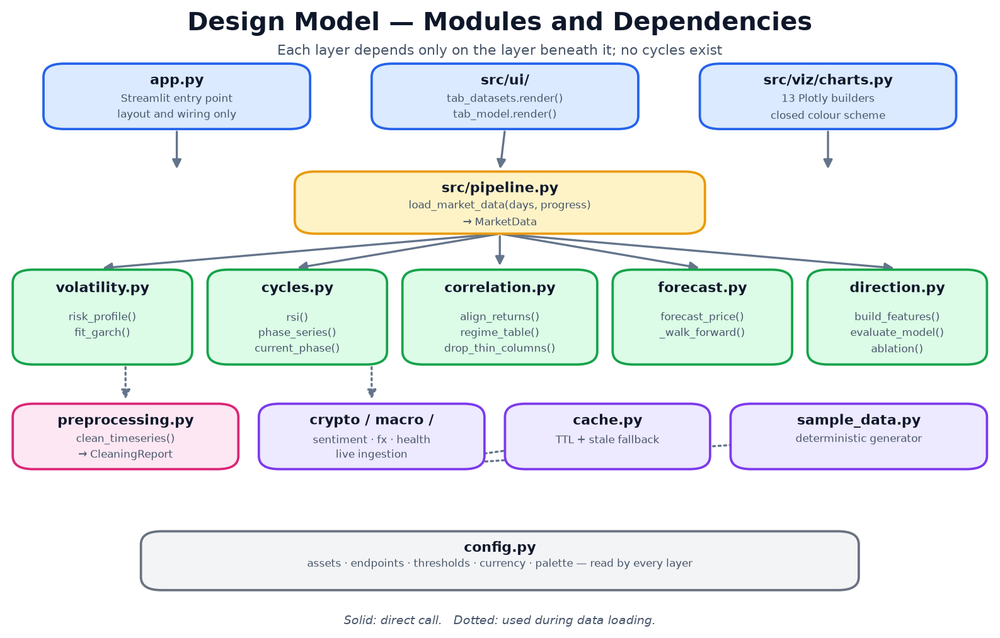 Design Model — Modules and Dependencies
Each layer depends only on the layer beneath it; no cycles exist
app.py
Streamlit entry point
layout and wiring only
src/ui/
tab_datasets.render()
tab_model.render()
src/viz/charts.py
13 Plotly builders
closed colour scheme
src/pipeline.py
load_market_data(days, progress)
→ MarketData
volatility.py
risk_profile()
fit_garch()
cycles.py
rsi()
phase_series()
current_phase()
correlation.py
align_returns()
regime_table()
drop_thin_columns()
forecast.py
forecast_price()
_walk_forward()
direction.py
build_features()
evaluate_model()
ablation()
preprocessing.py
clean_timeseries()
→ CleaningReport
crypto / macro /
sentiment · fx · health
live ingestion
cache.py
TTL + stale fallback
sample_data.py
deterministic generator
config.py
assets · endpoints · thresholds · currency · palette — read by every layer
Solid: direct call.   Dotted: used during data loading.